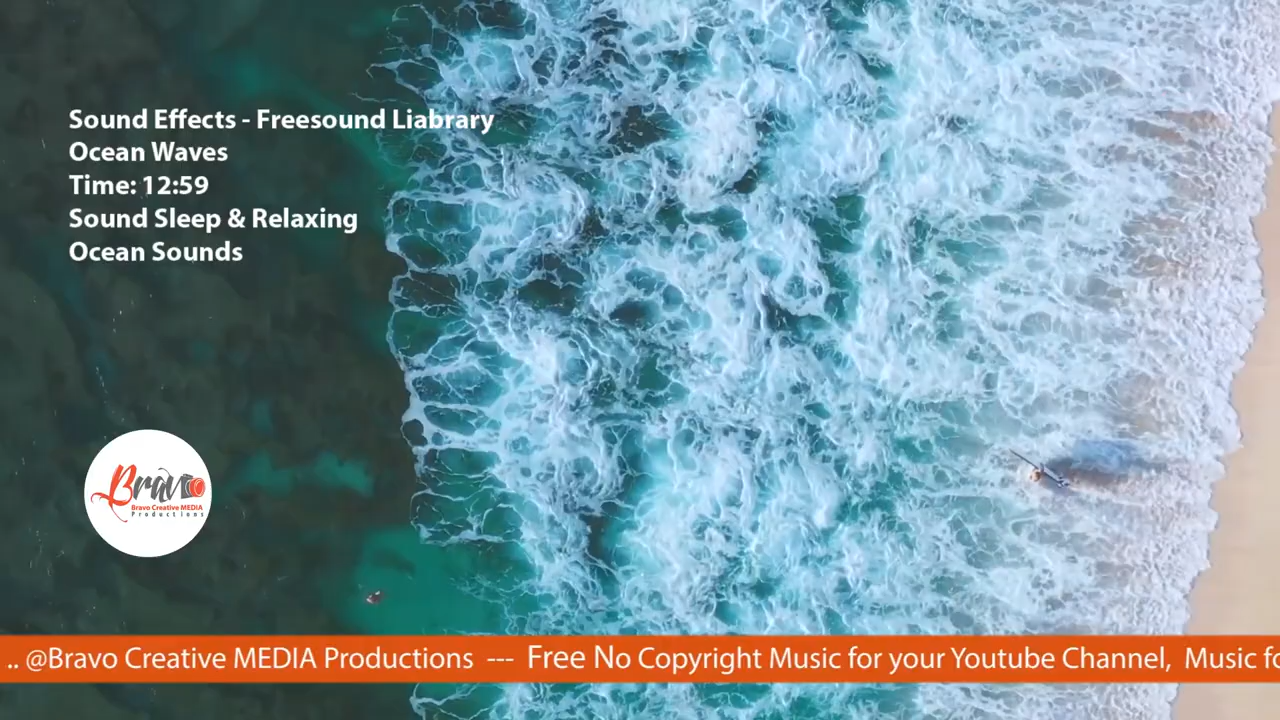 Sound Effects - Freesound Liabrary
Ocean Waves
Time: 12:59
Sound Sleep & Relaxing
Ocean Sounds
Bravo
Bravo Creative MEDIA
Productions
.. @Bravo Creative MEDIA Productions --- Free No Copyright Music for your Youtube Channel, Music fo